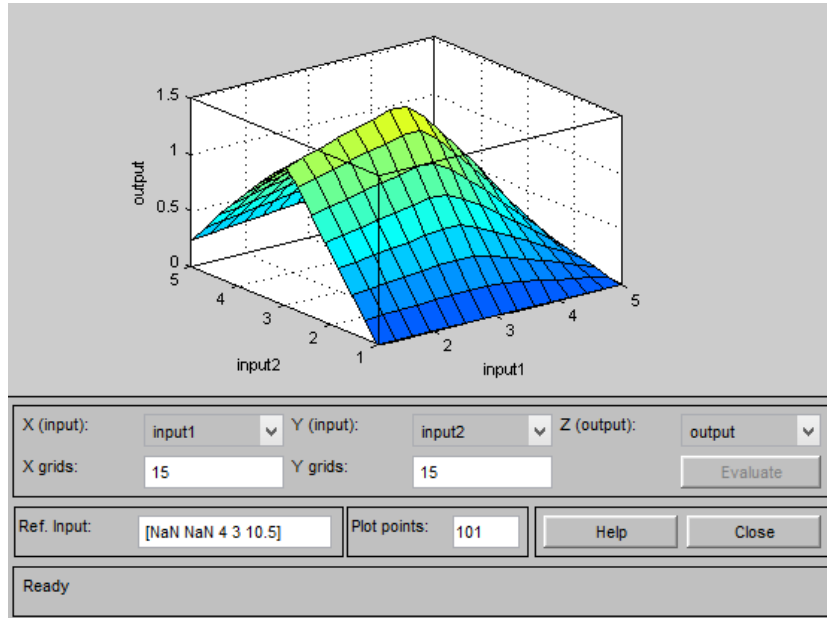 1.5
1
0.5
0
output
5
4
3
2
1
input2
2
3
4
5
input1
X (input): input1 Y (input): input2 Z (output): output
X grids: 15 Y grids: 15 Evaluate
Ref. Input: [NaN NaN 4 3 10.5] Plot points: 101 Help Close
Ready